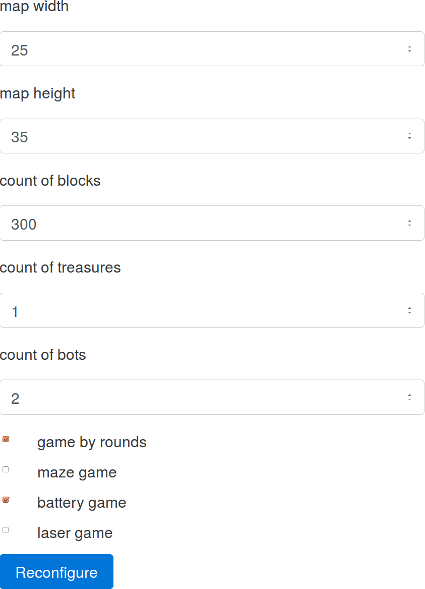 map width
25
map height
35
count of blocks
300
count of treasures
1
count of bots
2
game by rounds
maze game
battery game
laser game
Reconfigure